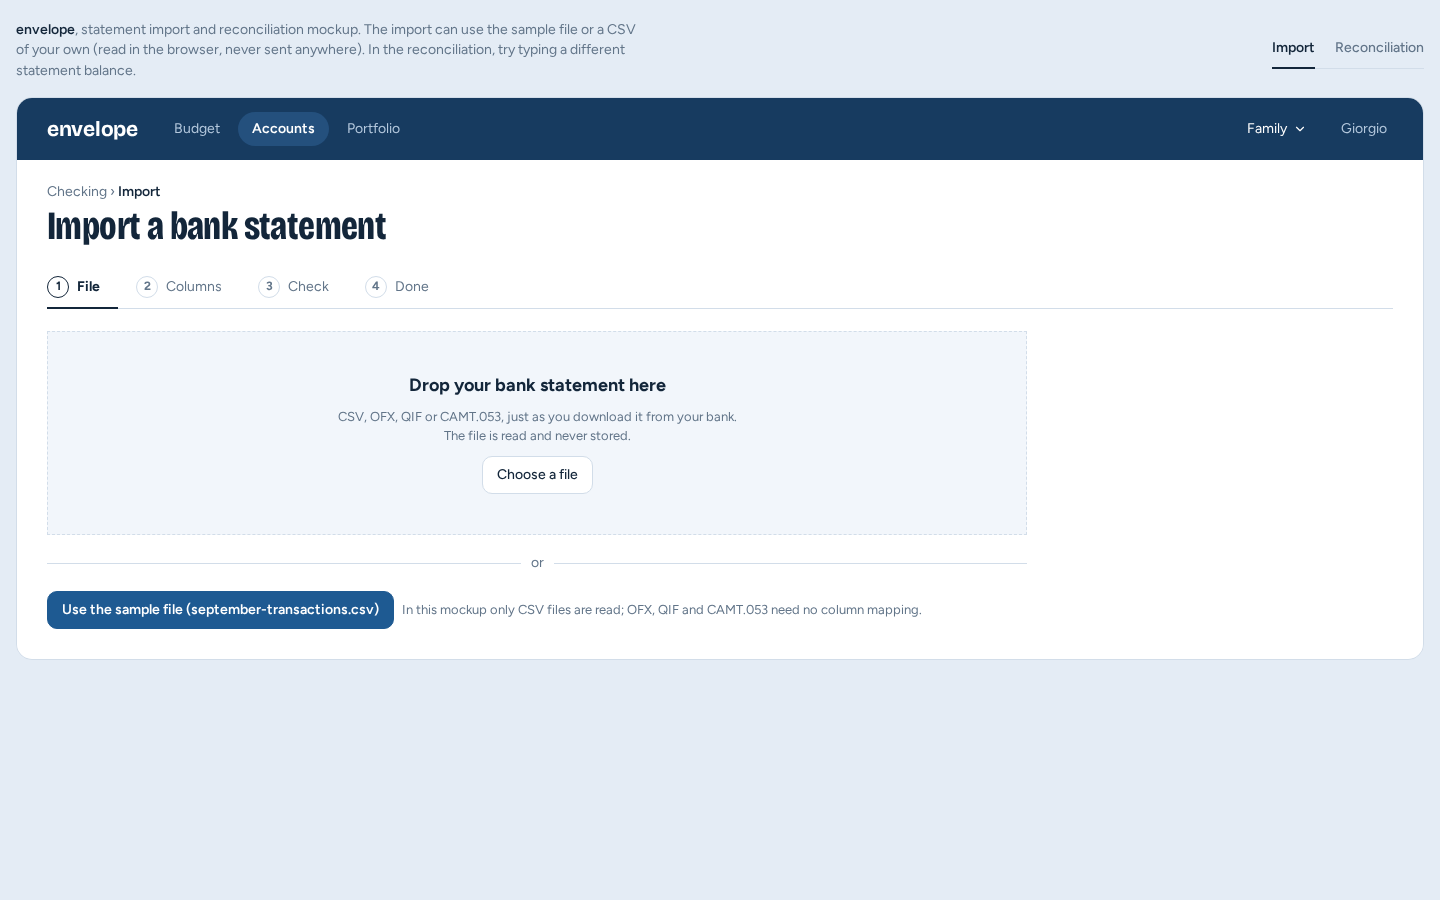 envelope, statement import and reconciliation mockup. The import can use the sample file or a CSV
of your own (read in the browser, never sent anywhere). In the reconciliation, try typing a different
statement balance.
Import Reconciliation
envelope Budget Accounts Portfolio Family Giorgio
Checking › Import
Import a bank statement
1 File 2 Columns 3 Check 4 Done
Drop your bank statement here
CSV, OFX, QIF or CAMT.053, just as you download it from your bank.
The file is read and never stored.
Choose a file
or
Use the sample file (september-transactions.csv) In this mockup only CSV files are read; OFX, QIF and CAMT.053 need no column mapping.